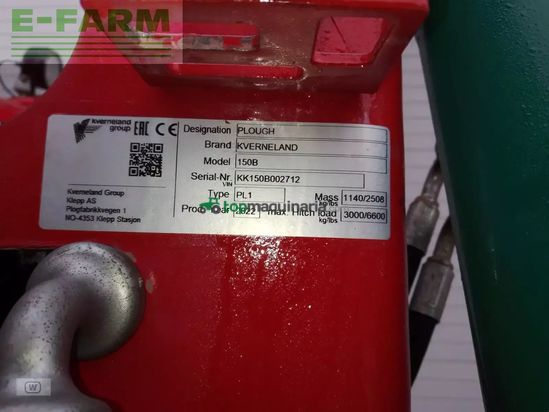 E-FARM
kverneland group EAC CE
Designation PLOUGH
Brand KVERNELAND
Model 150B
Serial-Nr. KK150B002712
VIN
Type PL1 Mass 1140/2508
kg/lbs
Kverneland Group
Klepp AS
Plogfabrikkvegen 1
NO-4353 Klepp Stasjon
topmaquinaria
2022 max Hitch load 3000/6600
kg/lbs
W